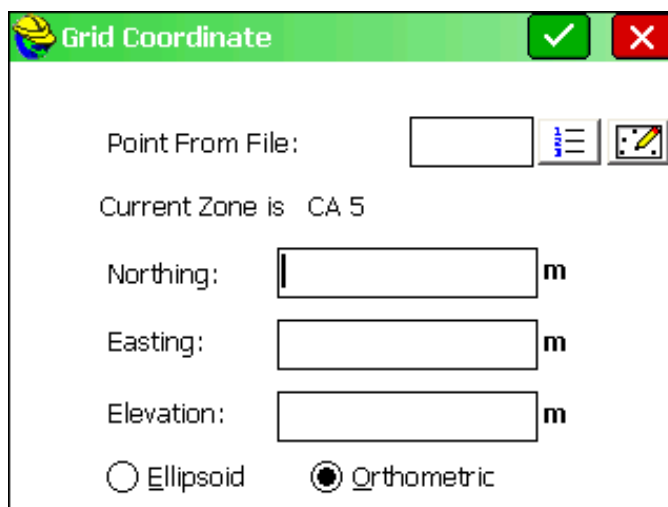 Grid Coordinate
Point From File:
Current Zone is CA 5
Northing: m
Easting: m
Elevation: m
Ellipsoid Orthometric